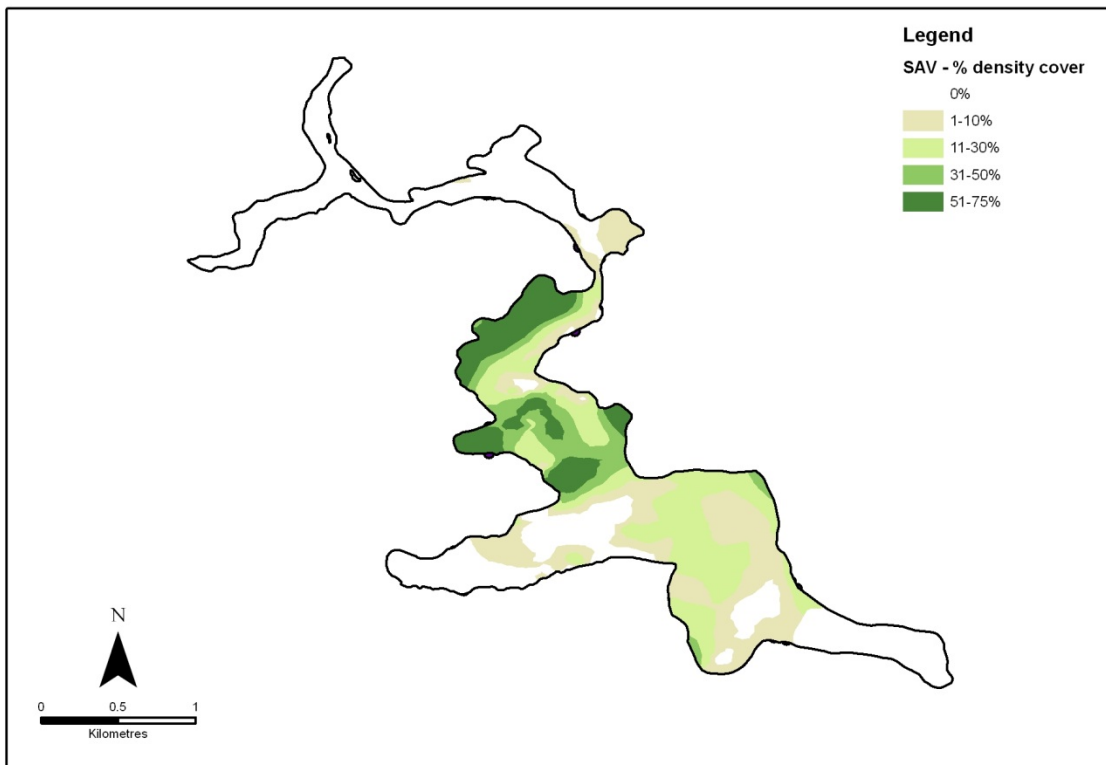 Legend
SAV - % density cover
0%
1-10%
11-30%
31-50%
51-75%
N
0 0.5 1
Kilometres